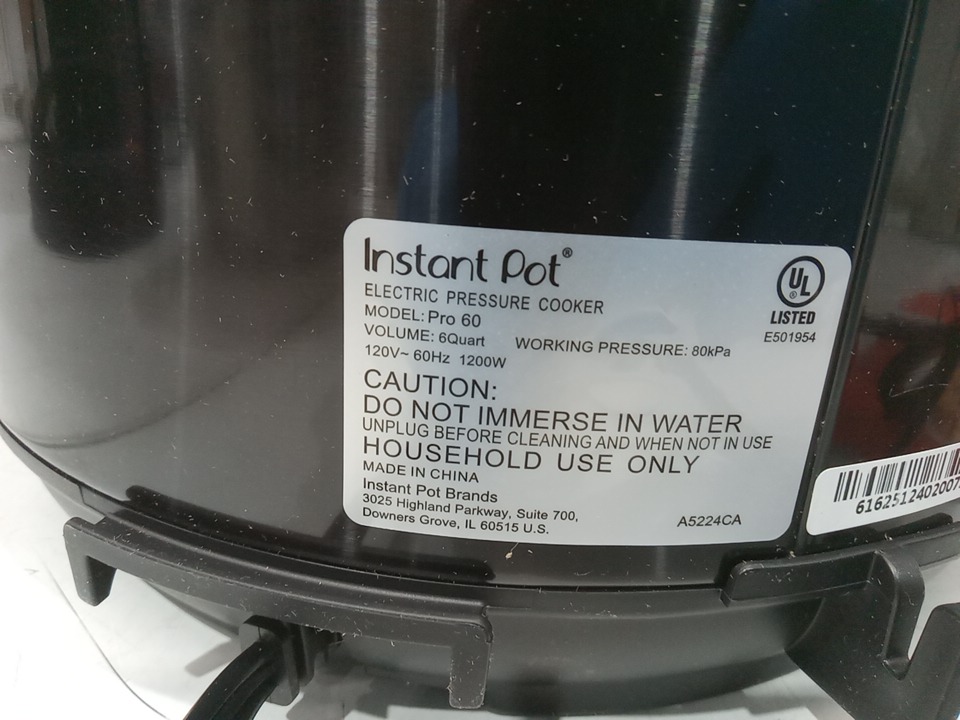 Instant Pot®
ELECTRIC PRESSURE COOKER
MODEL: Pro 60
VOLUME: 6Quart WORKING PRESSURE: 80kPa
120V~ 60Hz 1200W
CAUTION:
DO NOT IMMERSE IN WATER
UNPLUG BEFORE CLEANING AND WHEN NOT IN USE
HOUSEHOLD USE ONLY
MADE IN CHINA
Instant Pot Brands
3025 Highland Parkway, Suite 700,
Downers Grove, IL 60515 U.S.
A5224CA
UL
®
LISTED
E501954
6162512402007